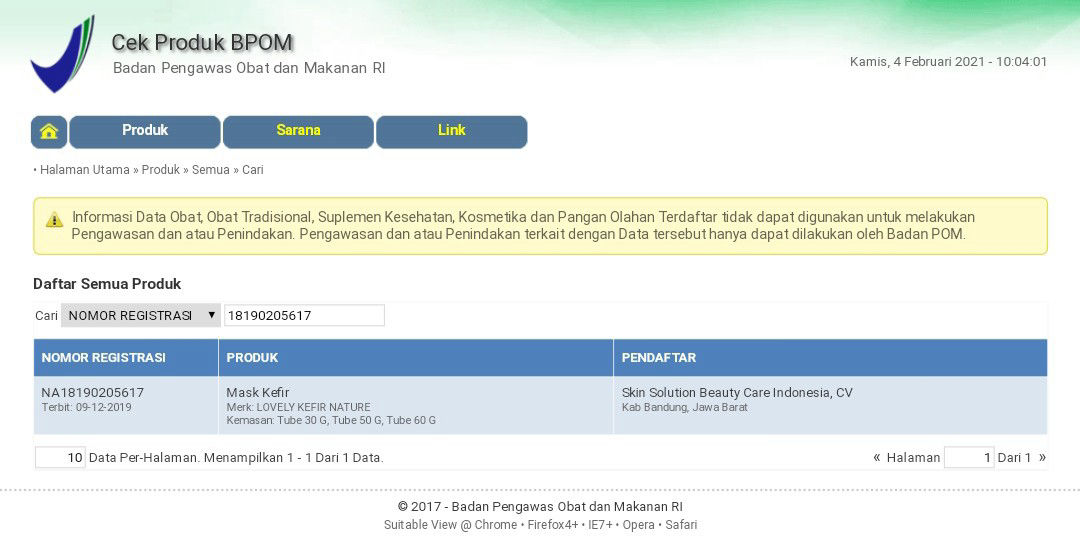 Cek Produk BPOM
Badan Pengawas Obat dan Makanan RI
Kamis, 4 Februari 2021 - 10:04:01
Produk Sarana Link
• Halaman Utama » Produk » Semua » Cari
Informasi Data Obat, Obat Tradisional, Suplemen Kesehatan, Kosmetika dan Pangan Olahan Terdaftar tidak dapat digunakan untuk melakukan
Pengawasan dan atau Penindakan. Pengawasan dan atau Penindakan terkait dengan Data tersebut hanya dapat dilakukan oleh Badan POM.
Daftar Semua Produk
Cari NOMOR REGISTRASI ▼ 18190205617
NOMOR REGISTRASI PRODUK PENDAFTAR
NA18190205617 Mask Kefir Skin Solution Beauty Care Indonesia, CV
Terbit: 09-12-2019 Merk: LOVELY KEFIR NATURE Kab Bandung, Jawa Barat
Kemasan: Tube 30 G, Tube 50 G, Tube 60 G
10 Data Per-Halaman. Menampilkan 1 - 1 Dari 1 Data. « Halaman 1 Dari 1 »
© 2017 - Badan Pengawas Obat dan Makanan RI
Suitable View @ Chrome • Firefox4+ • IE7+ • Opera • Safari